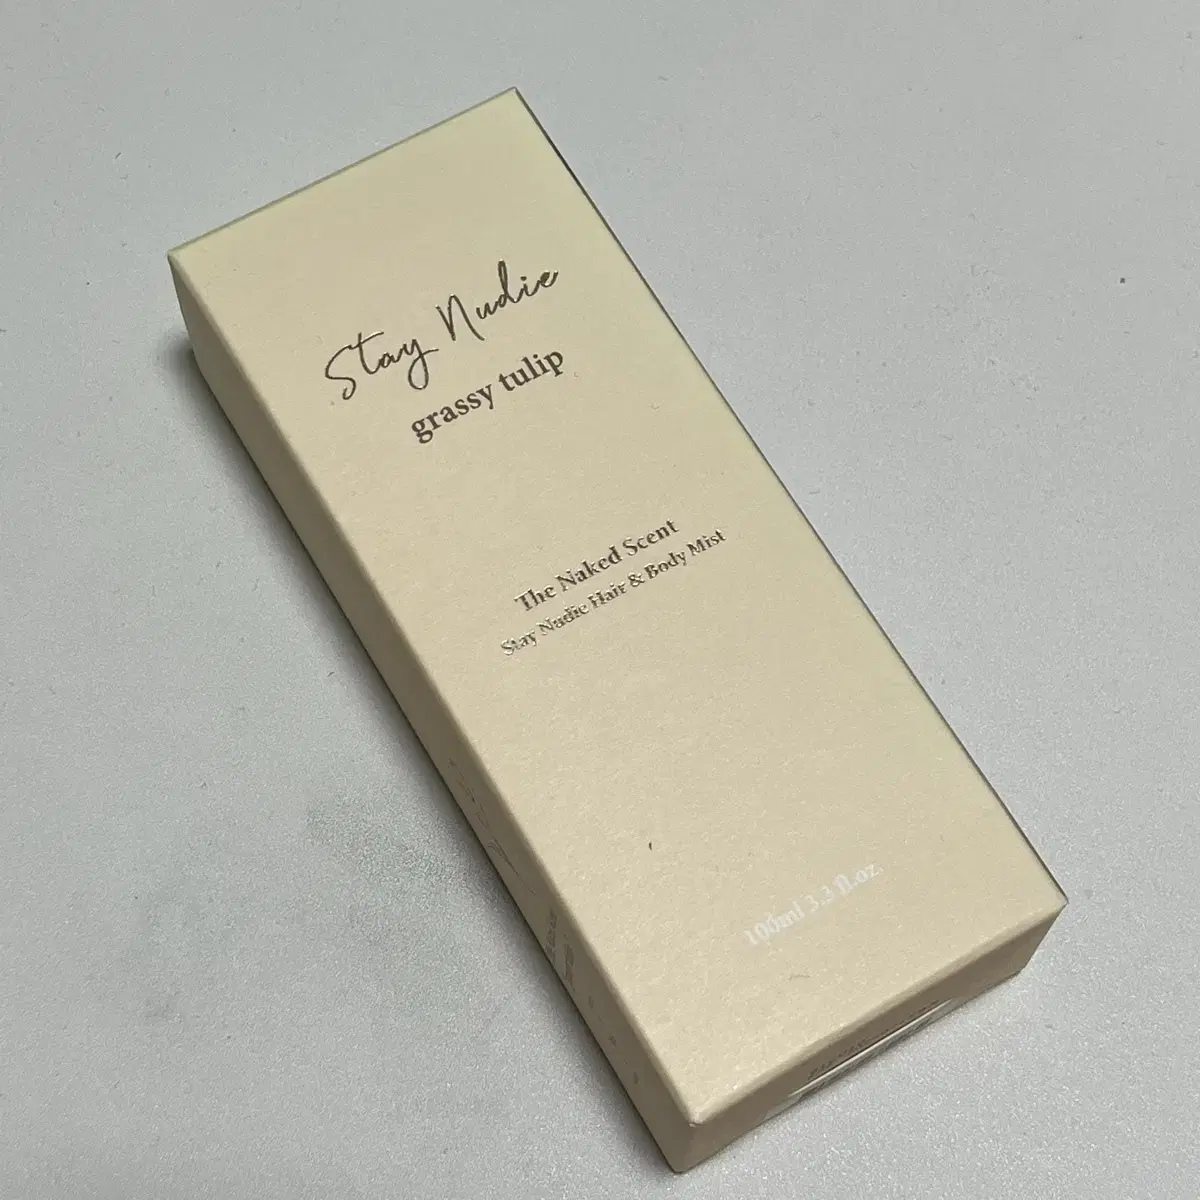 Stay Nudie
grassy tulip
The Naked Scent
Stay Nudie Hair & Body Mist
100ml 3.3 fl.oz.